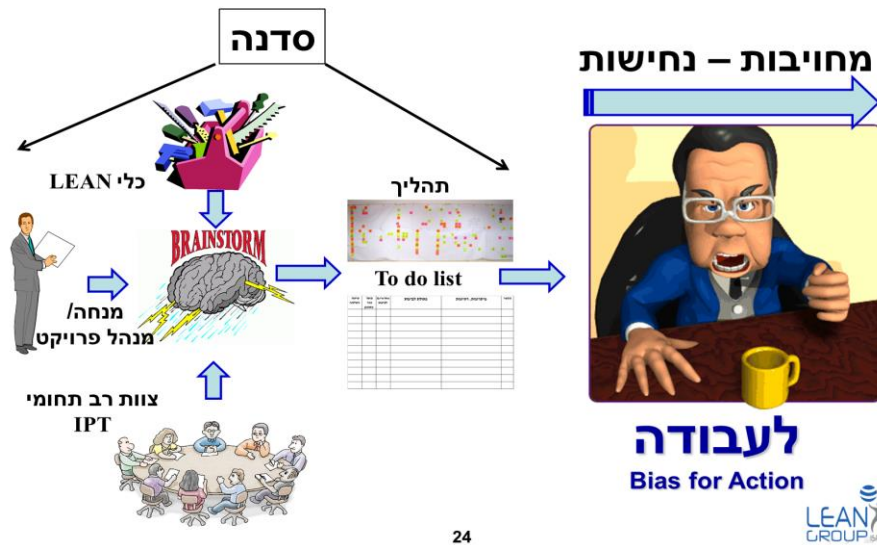 סדנה
מחויבות – נחישות
כלי LEAN
תהליך
BRAINSTORM
To do list
מנחה/
מנהל פרויקט
צוות רב תחומי
IPT
לעבודה
Bias for Action
24
LEAN
GROUP